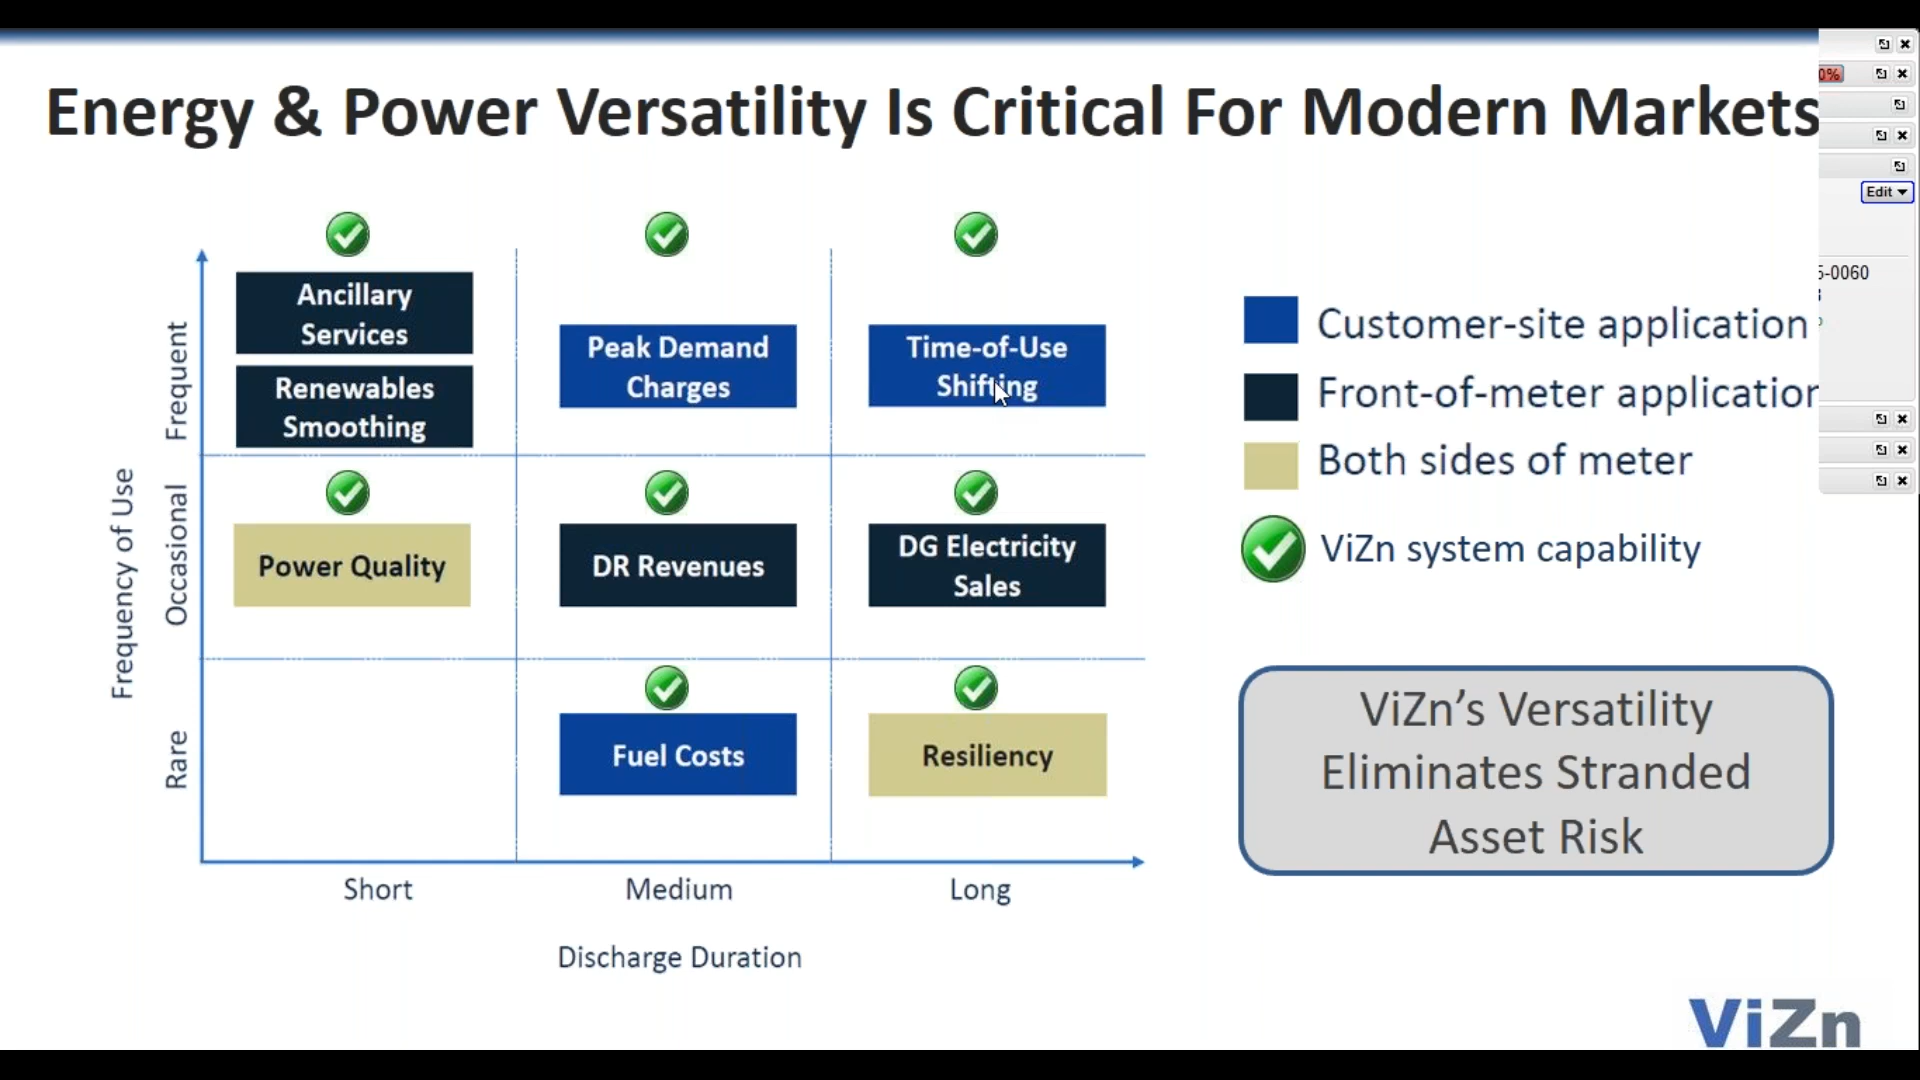 Energy & Power Versatility Is Critical For Modern Markets
0%
Edit
5-0060
Ancillary
Services
Renewables
Smoothing
Peak Demand
Charges
Time-of-Use
Shifting
Power Quality
DR Revenues
DG Electricity
Sales
Fuel Costs
Resiliency
Frequency of Use
Frequent
Occasional
Rare
Short
Medium
Long
Discharge Duration
Customer-site application
Front-of-meter application
Both sides of meter
ViZn system capability
ViZn's Versatility
Eliminates Stranded
Asset Risk
ViZn